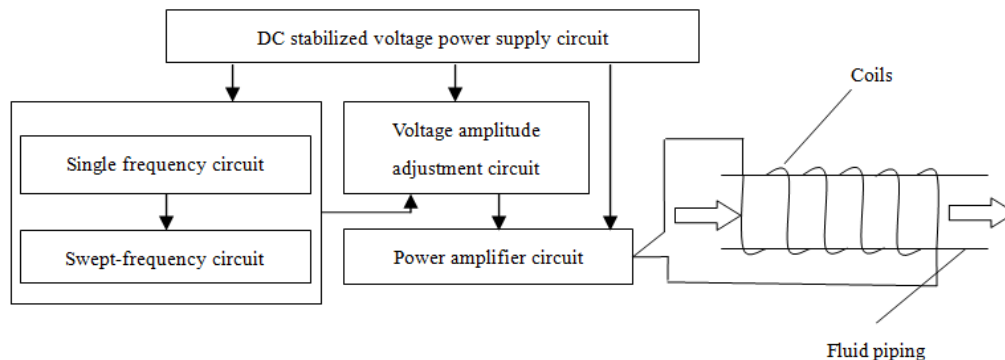 DC stabilized voltage power supply circuit
Coils
Voltage amplitude
adjustment circuit
Single frequency circuit
Swept-frequency circuit
Power amplifier circuit
Fluid piping